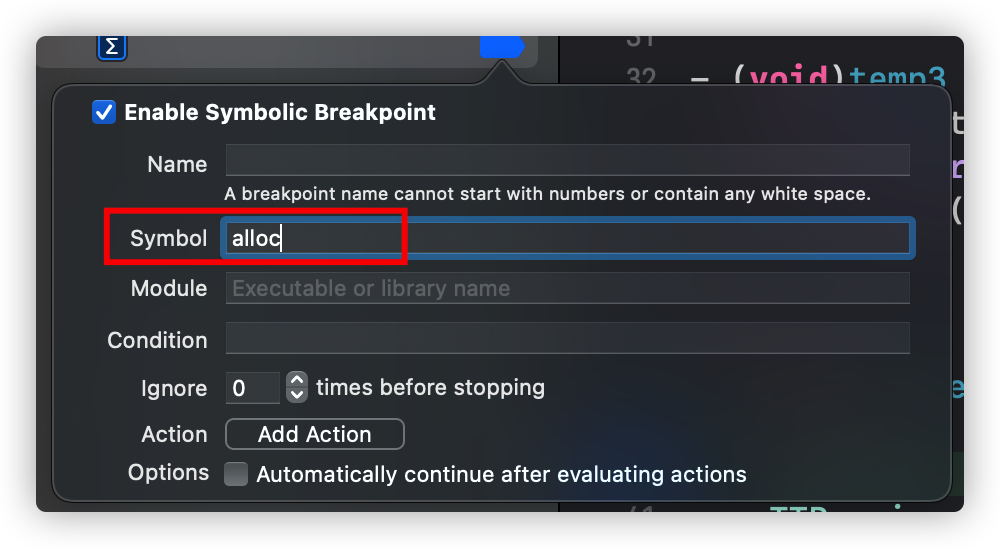 Σ
31
32 - (void)temp3
Enable Symbolic Breakpoint
Name
A breakpoint name cannot start with numbers or contain any white space.
Symbol alloc
Module Executable or library name
Condition
Ignore 0 times before stopping
Action Add Action
Options Automatically continue after evaluating actions